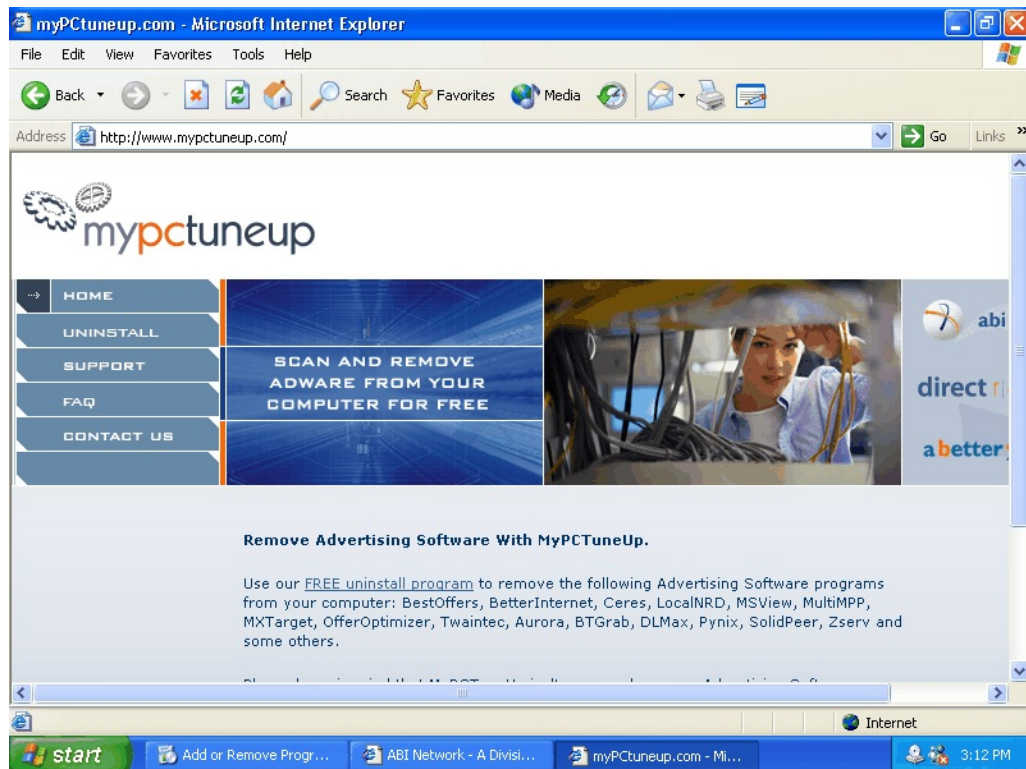 myPCtuneup.com - Microsoft Internet Explorer
File Edit View Favorites Tools Help
Back Search Favorites Media
Address http://www.mypctuneup.com/ Go Links »
mypctuneup
HOME
UNINSTALL
SUPPORT
FAQ
CONTACT US
SCAN AND REMOVE
ADWARE FROM YOUR
COMPUTER FOR FREE
abi
direct
abetter
Remove Advertising Software With MyPCTuneUp.
Use our FREE uninstall program to remove the following Advertising Software programs
from your computer: BestOffers, BetterInternet, Ceres, LocalNRD, MSView, MultiMPP,
MXTarget, OfferOptimizer, Twaintec, Aurora, BTGrab, DLMax, Pynix, SolidPeer, Zserv and
some others.
Internet
start Add or Remove Progr... ABI Network - A Divisi... myPCtuneup.com - Mi... 3:12 PM